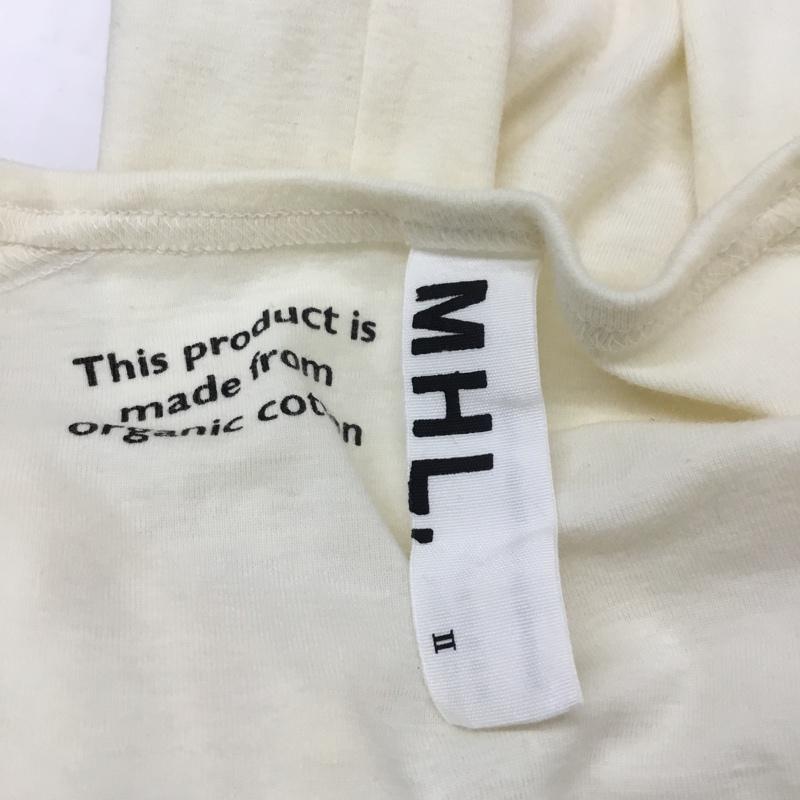 This product is
made from
organic cotton
MHL.
II